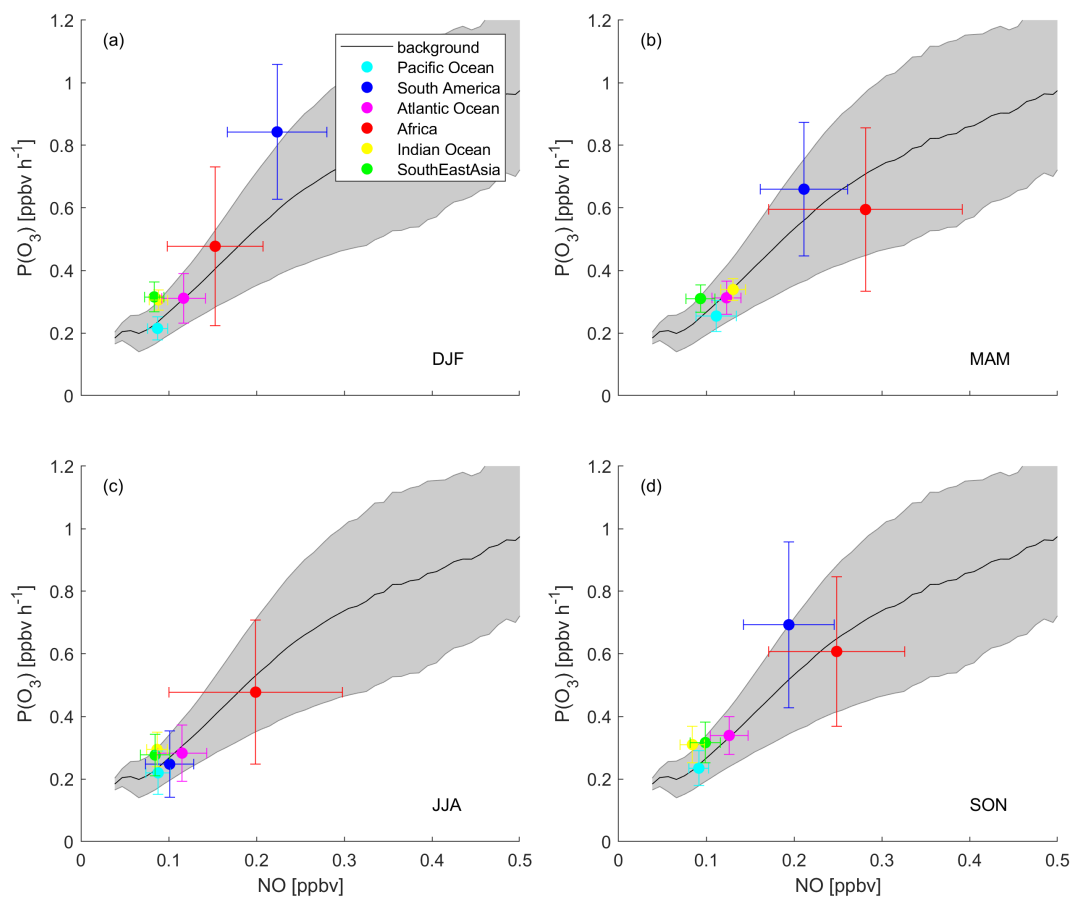 (a)
background
Pacific Ocean
South America
Atlantic Ocean
Africa
Indian Ocean
SouthEastAsia
DJF
P(O3) [ppbv h-1]
1.2
1
0.8
0.6
0.4
0.2
0
(b)
MAM
P(O3) [ppbv h-1]
1.2
1
0.8
0.6
0.4
0.2
0
(c)
JJA
P(O3) [ppbv h-1]
1.2
1
0.8
0.6
0.4
0.2
0
0 0.1 0.2 0.3 0.4 0.5
NO [ppbv]
(d)
SON
P(O3) [ppbv h-1]
1.2
1
0.8
0.6
0.4
0.2
0
0 0.1 0.2 0.3 0.4 0.5
NO [ppbv]